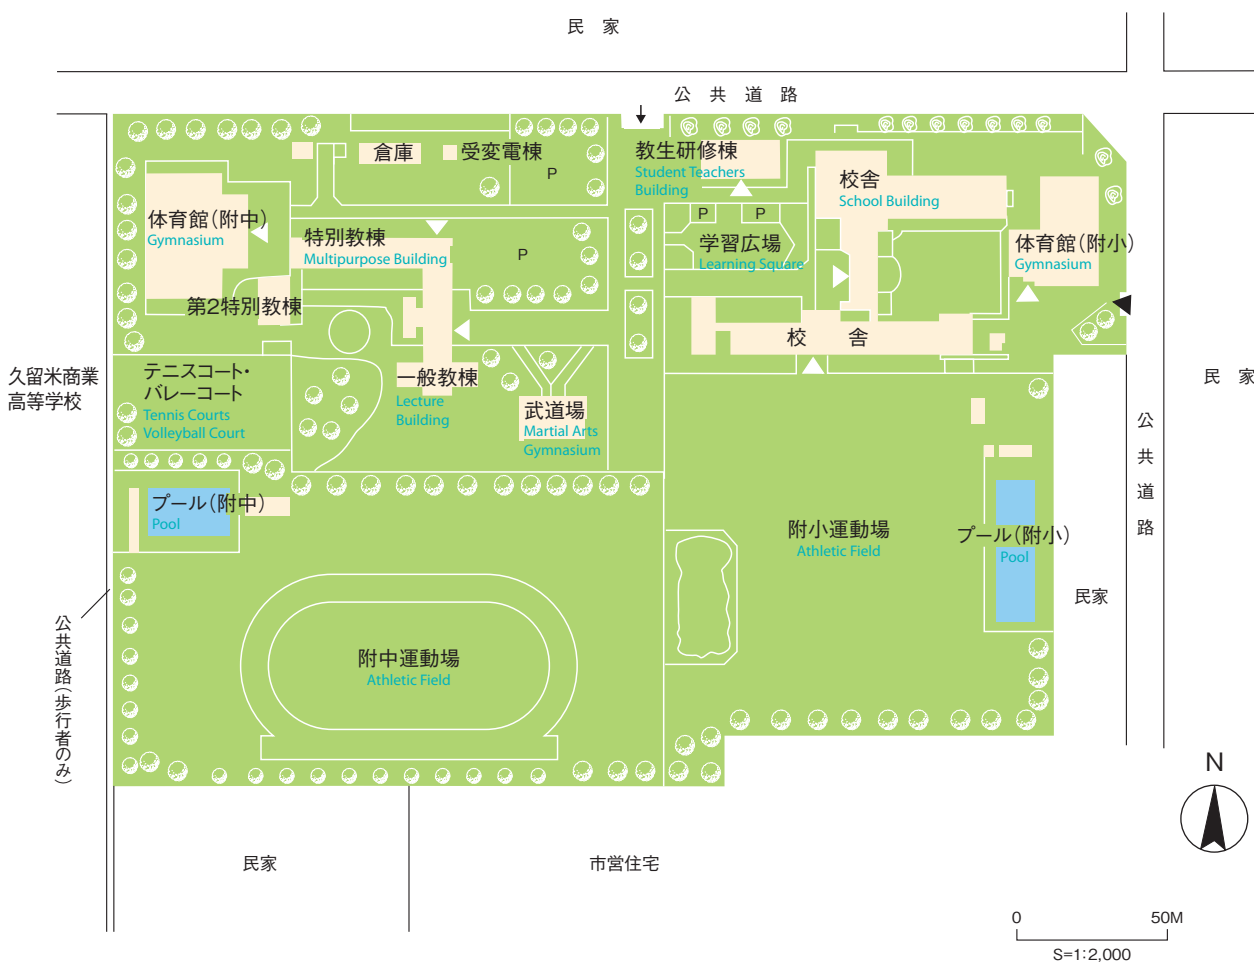 民　家
公　共　道　路
倉庫
受変電棟
P
教生研修棟
Student Teachers
Building
校舎
School Building
体育館（附中）
Gymnasium
特別教棟
Multipurpose Building
P
P
P
学習広場
Learning Square
体育館（附小）
Gymnasium
第2特別教棟
校　　舎
久留米商業
高等学校
テニスコート・
バレーコート
Tennis Courts
Volleyball Court
一般教棟
Lecture
Building
武道場
Martial Arts
Gymnasium
民　家
公共道路
プール（附中）
Pool
附小運動場
Athletic Field
プール（附小）
Pool
民家
公共道路（歩行者のみ）
附中運動場
Athletic Field
N
民家
市営住宅
0
50M
S=1:2,000